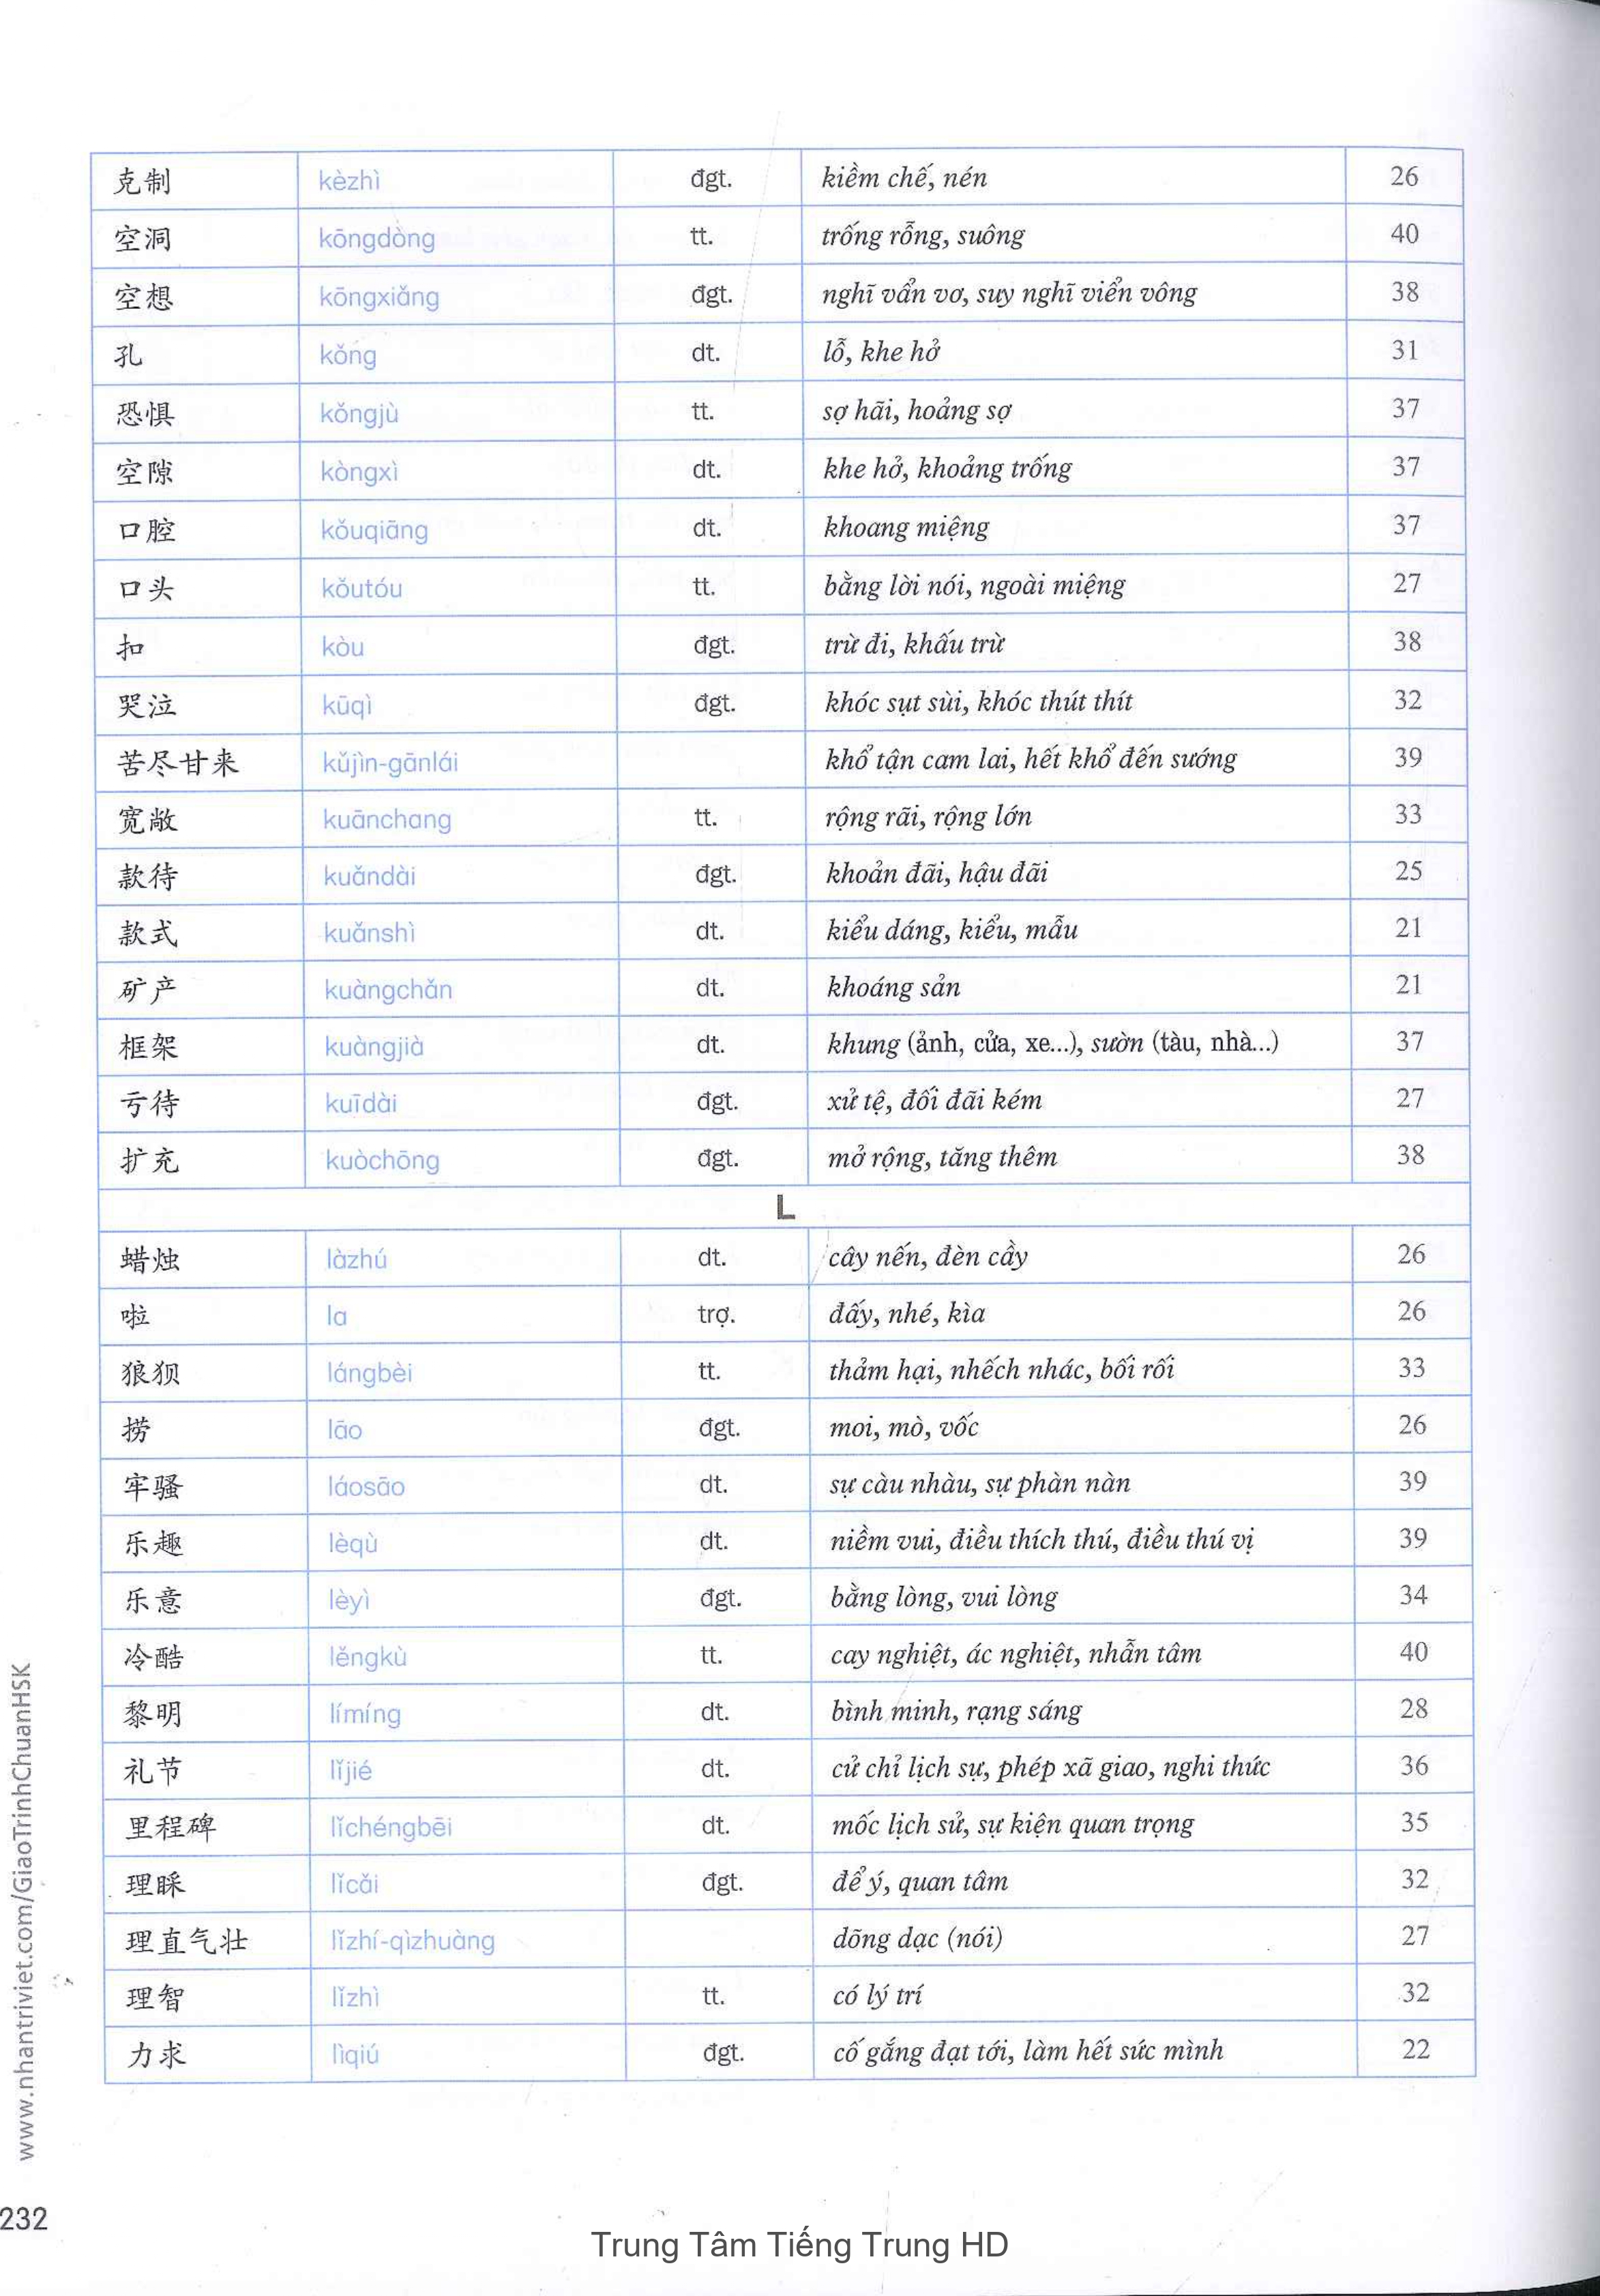 克制 kèzhì đgt. kiềm chế, nén 26
空洞 kōngdòng tt. trống rỗng, suông 40
空想 kōngxiǎng đgt. nghĩ vẩn vơ, suy nghĩ viển vông 38
孔 kǒng dt. lỗ, khe hở 31
恐惧 kǒngjù tt. sợ hãi, hoảng sợ 37
空隙 kòngxì dt. khe hở, khoảng trống 37
口腔 kǒuqiāng dt. khoang miệng 37
口头 kǒutóu tt. bằng lời nói, ngoài miệng 27
扣 kòu đgt. trừ đi, khấu trừ 38
哭泣 kūqì đgt. khóc sụt sùi, khóc thút thít 32
苦尽甘来 kǔjìn-gānlái khổ tận cam lai, hết khổ đến sướng 39
宽敞 kuānchang tt. rộng rãi, rộng lớn 33
款待 kuǎndài đgt. khoản đãi, hậu đãi 25
款式 kuǎnshì dt. kiểu dáng, kiểu, mẫu 21
矿产 kuàngchǎn dt. khoáng sản 21
框架 kuàngjià dt. khung (ảnh, cửa, xe...), sườn (tàu, nhà...) 37
亏待 kuīdài đgt. xử tệ, đối đãi kém 27
扩充 kuòchōng đgt. mở rộng, tăng thêm 38
L
蜡烛 làzhú dt. cây nến, đèn cầy 26
啦 la trợ. đấy, nhé, kìa 26
狼狈 lángbèi tt. thảm hại, nhếch nhác, bối rối 33
捞 lāo đgt. moi, mò, vốc 26
牢骚 láosāo dt. sự càu nhàu, sự phàn nàn 39
乐趣 lèqù dt. niềm vui, điều thích thú, điều thú vị 39
乐意 lèyì đgt. bằng lòng, vui lòng 34
冷酷 lěngkù tt. cay nghiệt, ác nghiệt, nhẫn tâm 40
黎明 límíng dt. bình minh, rạng sáng 28
礼节 lǐjié dt. cử chỉ lịch sự, phép xã giao, nghi thức 36
里程碑 lǐchéngbēi dt. mốc lịch sử, sự kiện quan trọng 35
理睬 lǐcǎi đgt. để ý, quan tâm 32
理直气壮 lǐzhí-qìzhuàng dõng dạc (nói) 27
理智 lǐzhì tt. có lý trí 32
力求 lìqiú đgt. cố gắng đạt tới, làm hết sức mình 22
www.nhantriviet.com/GiaoTrinhChuanHSK
232
Trung Tâm Tiếng Trung HD